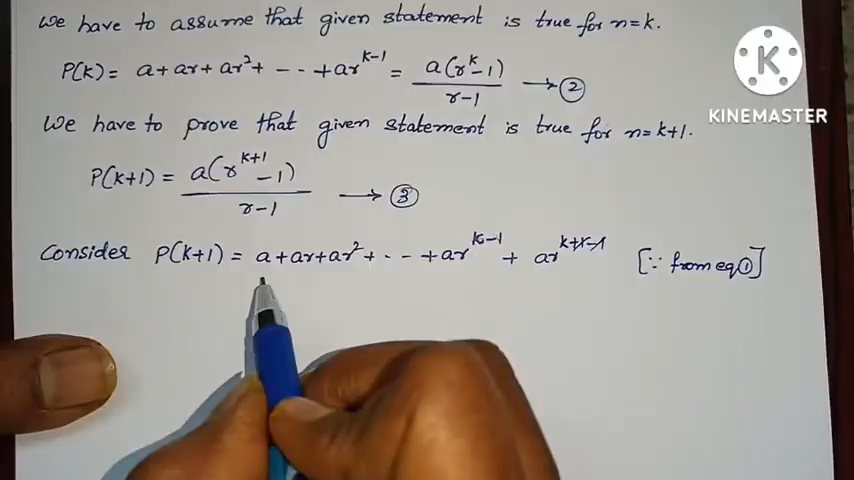 We have to assume that given statement is true for n=k.
P(k) = a+ar+ar²+ - - - +ar^{k-1} = a(r^k-1)/(r-1) → ②
We have to prove that given statement is true for n=k+1.
P(k+1) = a(r^{k+1}-1)/(r-1) → ③
Consider P(k+1) = a+ar+ar²+ - - - +ar^{k-1} + ar^{k+1-1} [∵ from eq①]
K
KINEMASTER